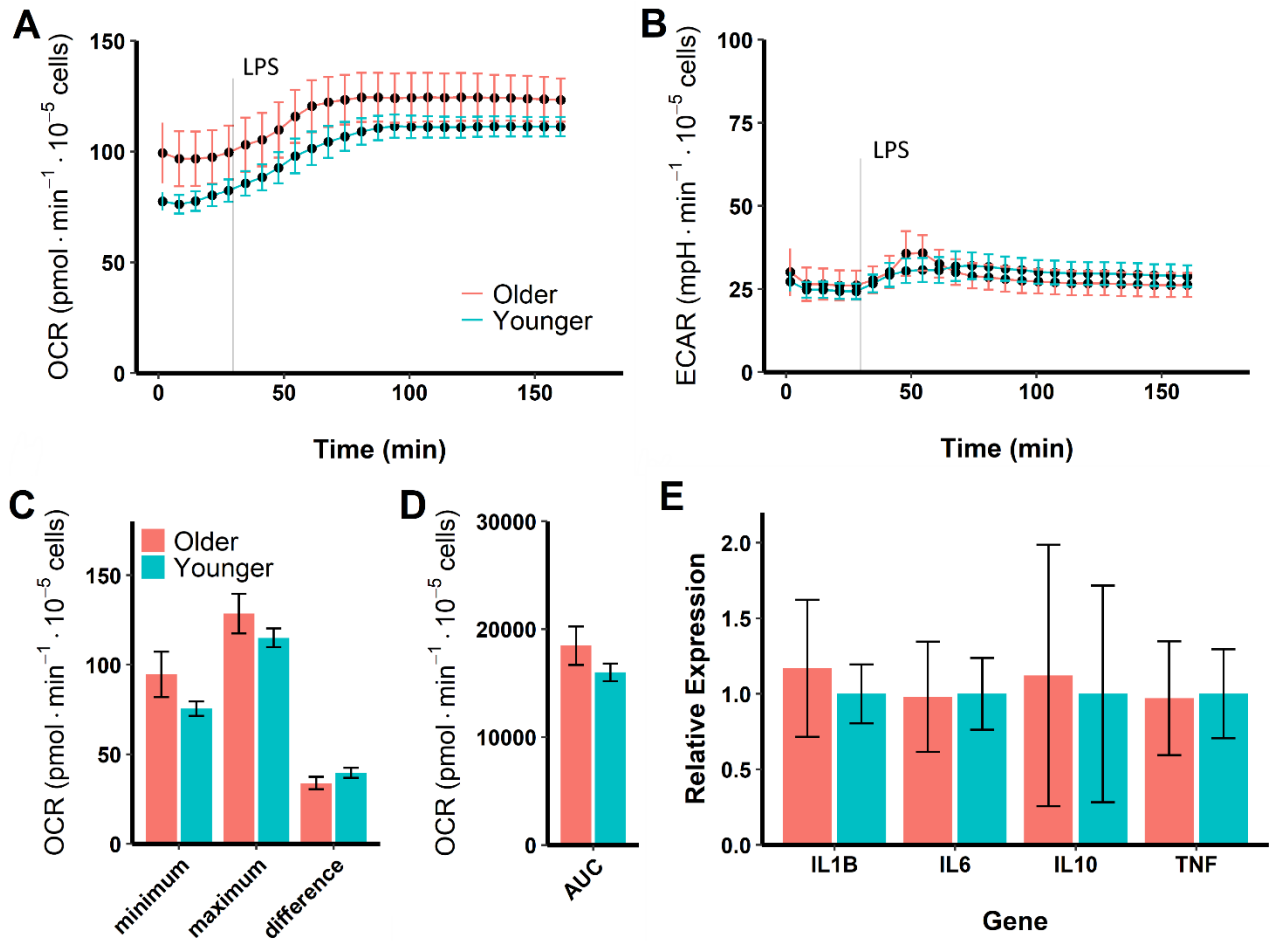 A
OCR (pmol · min⁻¹ · 10⁻⁵ cells)
150
100
50
0
LPS
Older
Younger
0 50 100 150
Time (min)
B
ECAR (mpH · min⁻¹ · 10⁻⁵ cells)
100
75
50
25
0
LPS
0 50 100 150
Time (min)
C
OCR (pmol · min⁻¹ · 10⁻⁵ cells)
Older
Younger
150
100
50
0
minimum
maximum
difference
D
OCR (pmol · min⁻¹ · 10⁻⁵ cells)
30000
20000
10000
0
AUC
E
Relative Expression
2.0
1.5
1.0
0.5
0.0
IL1B IL6 IL10 TNF
Gene